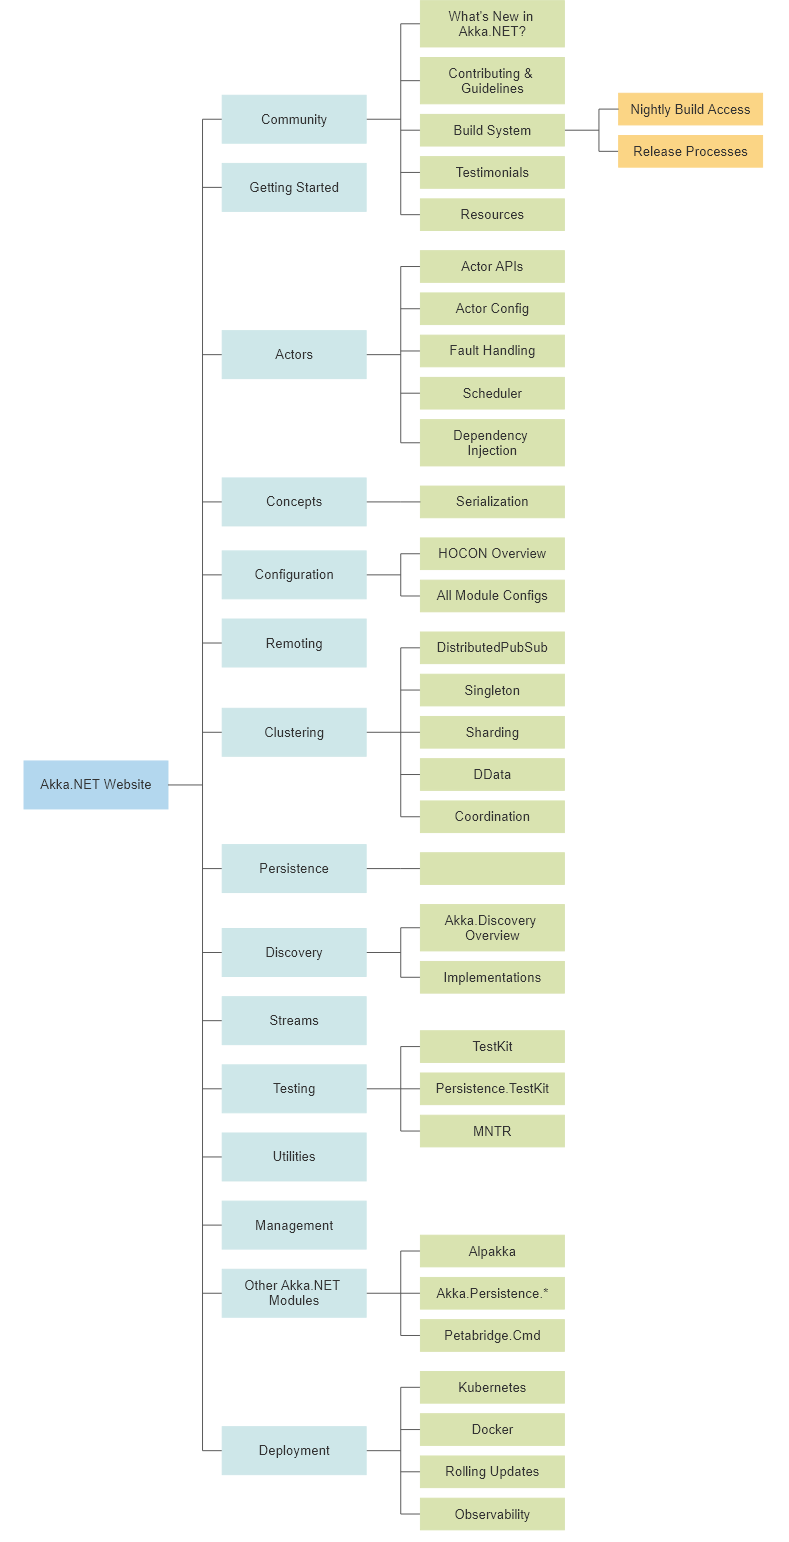 What's New in
Akka.NET?
Contributing &
Guidelines
Nightly Build Access
Community
Build System
Release Processes
Testimonials
Getting Started
Resources
Actor APIs
Actor Config
Fault Handling
Actors
Scheduler
Dependency
Injection
Concepts
Serialization
HOCON Overview
Configuration
All Module Configs
Remoting
DistributedPubSub
Singleton
Clustering
Sharding
DData
Akka.NET Website
Coordination
Persistence
Akka.Discovery
Overview
Discovery
Implementations
Streams
TestKit
Testing
Persistence.TestKit
MNTR
Utilities
Management
Alpakka
Other Akka.NET
Modules
Akka.Persistence.*
Petabridge.Cmd
Kubernetes
Docker
Deployment
Rolling Updates
Observability